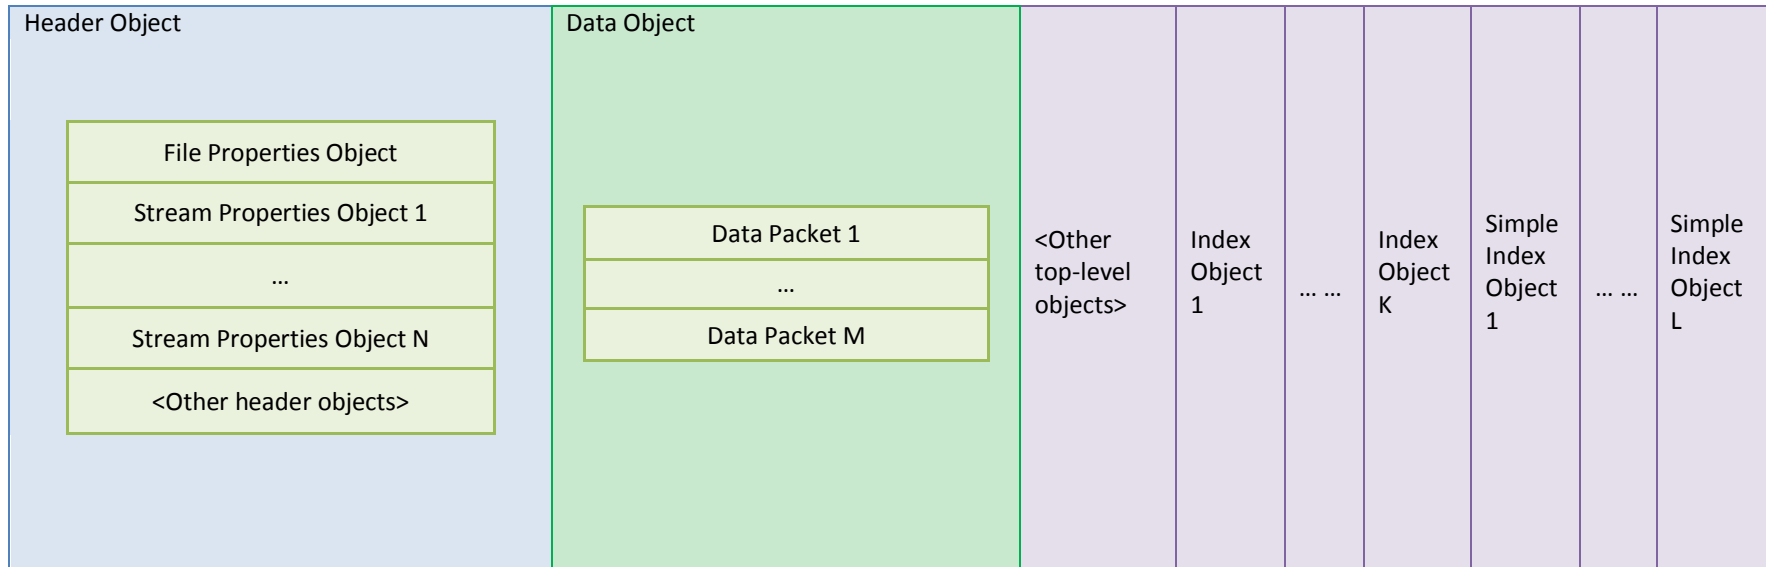 Header Object
File Properties Object
Stream Properties Object 1
...
Stream Properties Object N
<Other header objects>
Data Object
Data Packet 1
...
Data Packet M
<Other
top-level
objects>
Index
Object
1
... ...
Index
Object
K
Simple
Index
Object
1
... ...
Simple
Index
Object
L